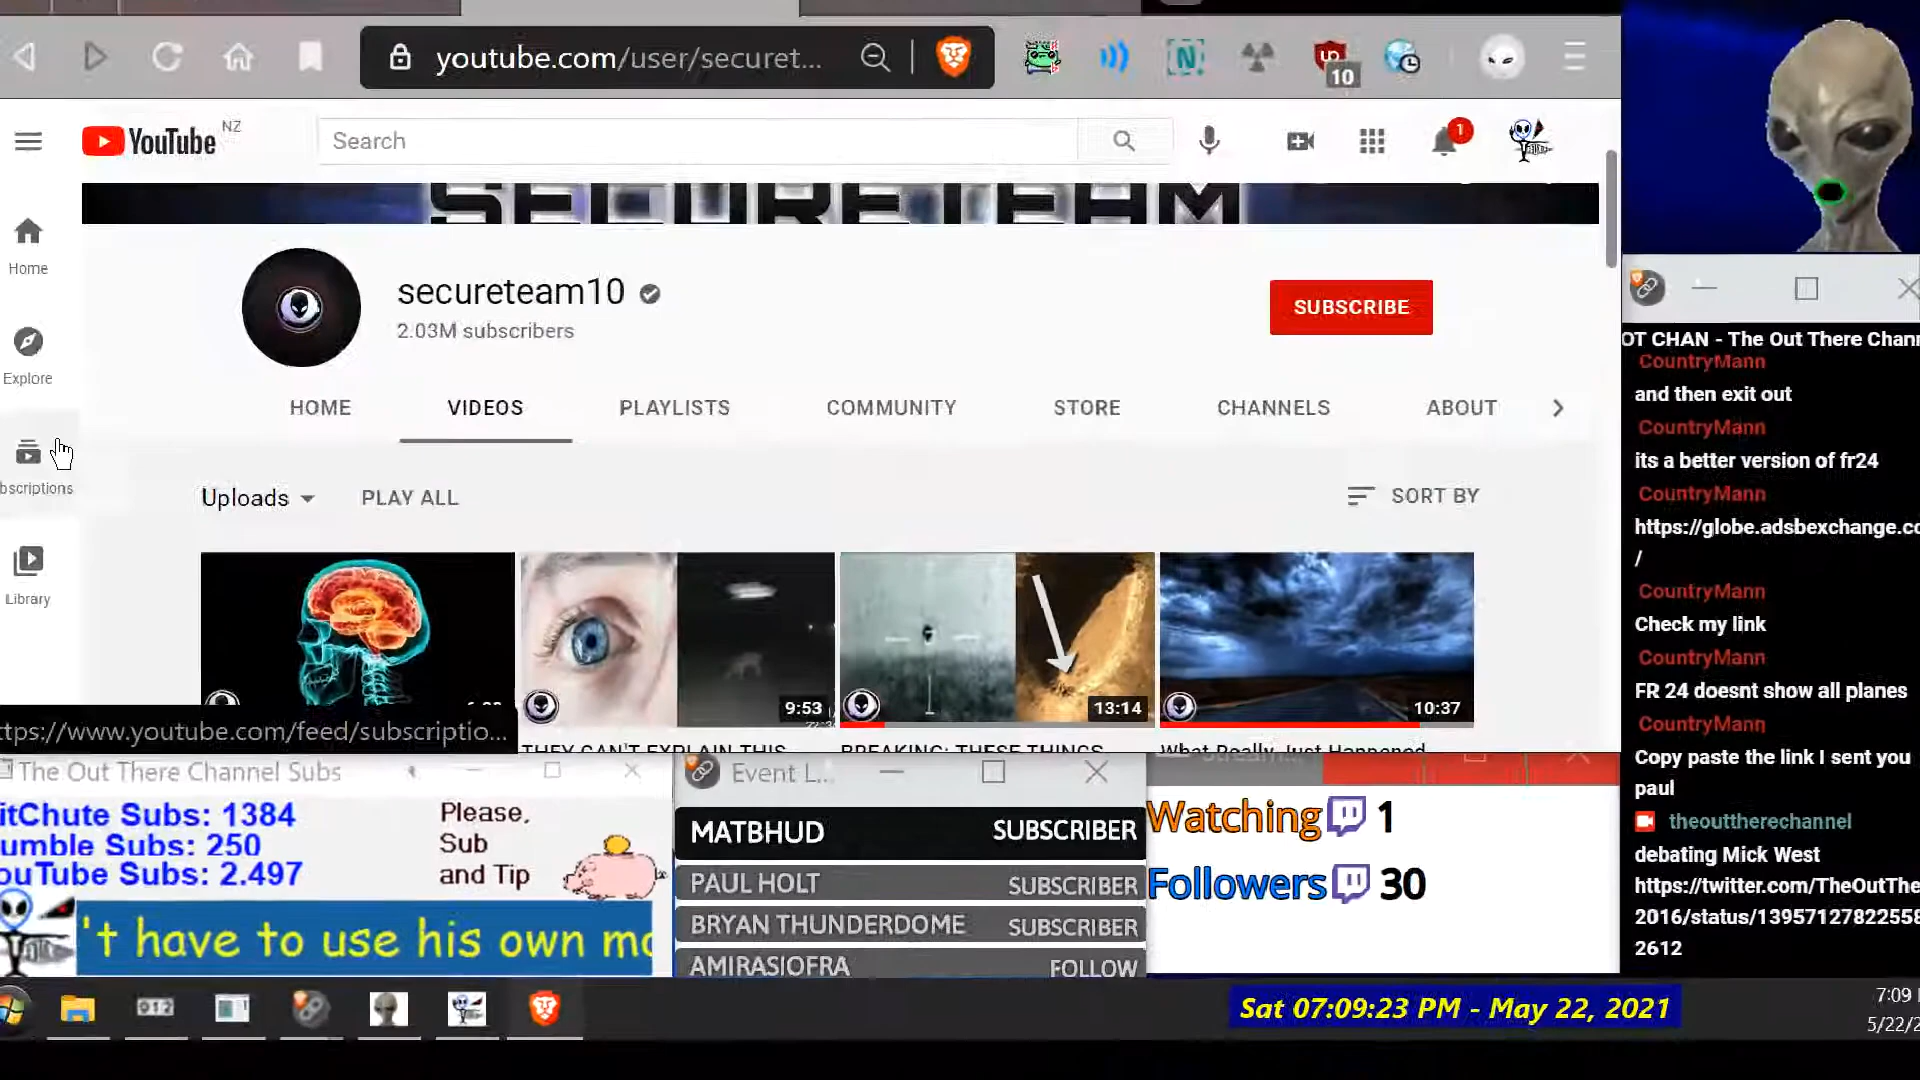 youtube.com/user/securet...
10
YouTube NZ
Search
1
SECURETEAM
Home
secureteam10
2.03M subscribers
SUBSCRIBE
Explore
HOME
VIDEOS
PLAYLISTS
COMMUNITY
STORE
CHANNELS
ABOUT
bscriptions
Uploads
PLAY ALL
SORT BY
Library
9:53
13:14
10:37
ttps://www.youtube.com/feed/subscriptio...
THEY CAN'T EXPLAIN THIS
BREAKING: THESE THINGS
What Really Just Happened
OT CHAN - The Out There Chann
CountryMann
and then exit out
CountryMann
its a better version of fr24
CountryMann
https://globe.adsbexchange.co
/
CountryMann
Check my link
CountryMann
FR 24 doesnt show all planes
CountryMann
Copy paste the link I sent you
paul
theouttherechannel
debating Mick West
https://twitter.com/TheOutThe
2016/status/13957127822558
2612
The Out There Channel Subs
itChute Subs: 1384
umble Subs: 250
ouTube Subs: 2.497
Please,
Sub
and Tip
't have to use his own mo
Event L...
MATBHUD SUBSCRIBER
PAUL HOLT SUBSCRIBER
BRYAN THUNDERDOME SUBSCRIBER
AMIRASIOFRA FOLLOW
Watching 1
Followers 30
Sat 07:09:23 PM - May 22, 2021
7:09
5/22/2